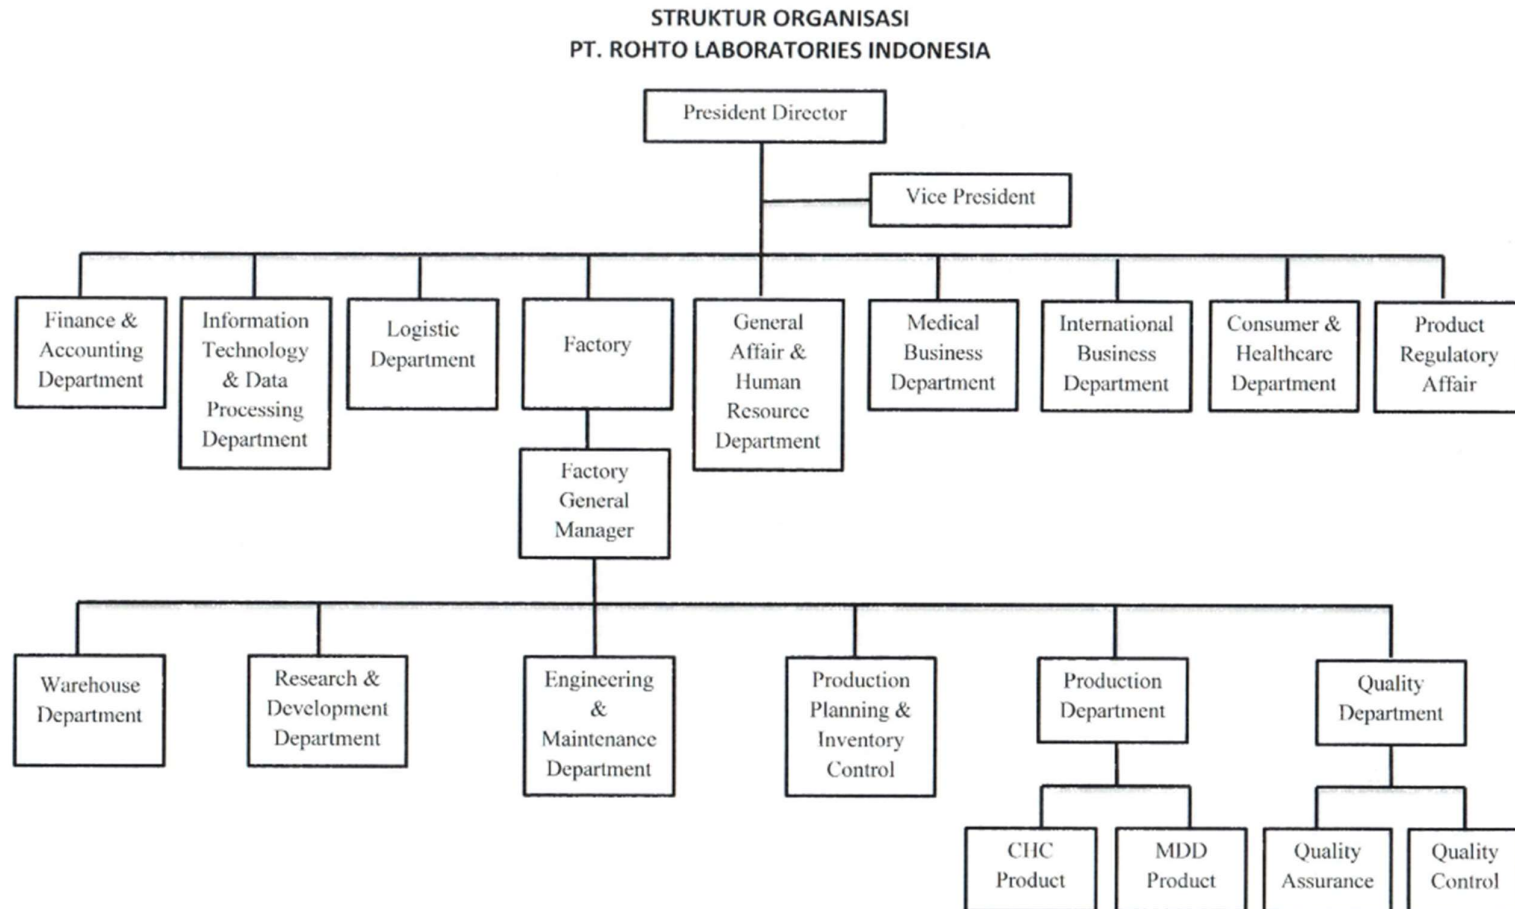 STRUKTUR ORGANISASI
PT. ROHTO LABORATORIES INDONESIA
President Director
Vice President
Finance &
Accounting
Department
Information
Technology
& Data
Processing
Department
Logistic
Department
Factory
General
Affair &
Human
Resource
Department
Medical
Business
Department
International
Business
Department
Consumer &
Healthcare
Department
Product
Regulatory
Affair
Factory
General
Manager
Warehouse
Department
Research &
Development
Department
Engineering
&
Maintenance
Department
Production
Planning &
Inventory
Control
Production
Department
Quality
Department
CHC
Product
MDD
Product
Quality
Assurance
Quality
Control